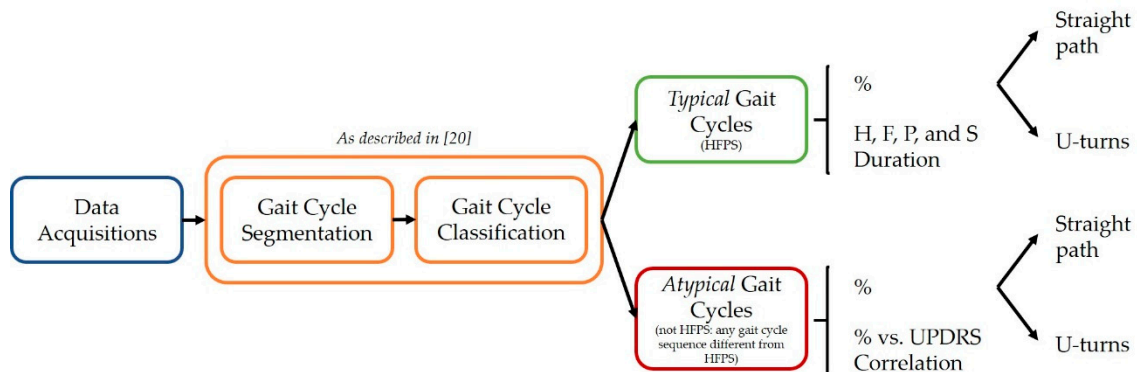 As described in [20]
Data
Acquisitions
Gait Cycle
Segmentation
Gait Cycle
Classification
Typical Gait
Cycles
(HFPS)
%
H, F, P, and S
Duration
Straight
path
U-turns
Atypical Gait
Cycles
(not HFPS: any gait cycle
sequence different from
HFPS)
%
% vs. UPDRS
Correlation
Straight
path
U-turns